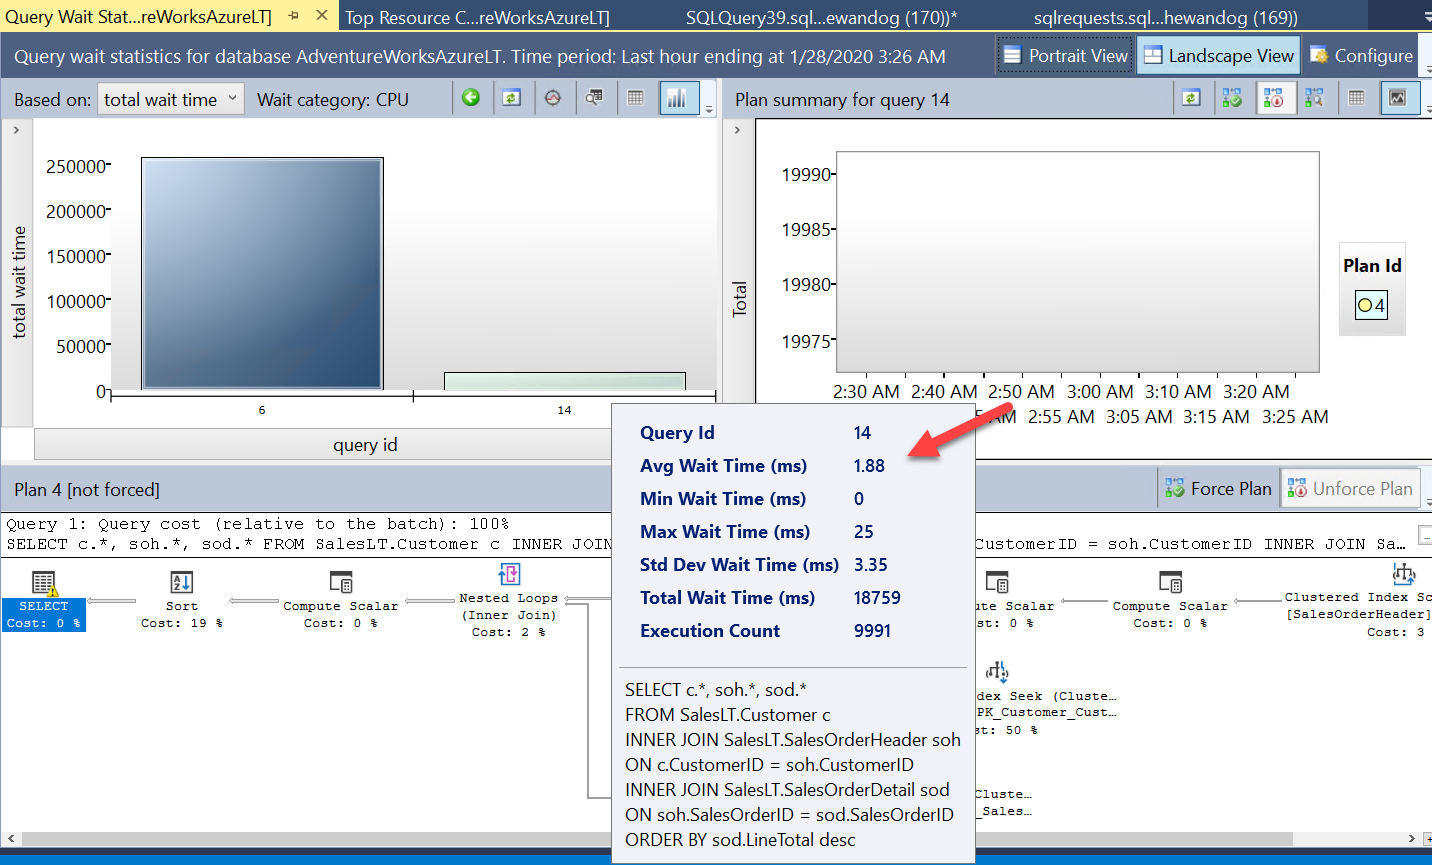 Query Wait Stat...reWorksAzureLT]
Top Resource C...reWorksAzureLT]
SQLQuery39.sql...ewandog (170))*
sqlrequests.sql...hewandog (169))
Query wait statistics for database AdventureWorksAzureLT. Time period: Last hour ending at 1/28/2020 3:26 AM
Portrait View
Landscape View
Configure
Based on: total wait time
Wait category: CPU
total wait time
250000
200000
150000
100000
50000
0
6
14
query id
Plan summary for query 14
Total
19990
19985
19980
19975
2:30 AM 2:40 AM 2:50 AM 3:00 AM 3:10 AM 3:20 AM
AM 2:55 AM 3:05 AM 3:15 AM 3:25 AM
Plan Id
4
Plan 4 [not forced]
Force Plan
Unforce Plan
Query 1: Query cost (relative to the batch): 100%
SELECT c.*, soh.*, sod.* FROM SalesLT.Customer c INNER JOIN
CustomerID = soh.CustomerID INNER JOIN Sa...
SELECT
Cost: 0 %
Sort
Cost: 19 %
Compute Scalar
Cost: 0 %
Nested Loops
(Inner Join)
Cost: 2 %
te Scalar
: 0 %
Compute Scalar
Cost: 0 %
Clustered Index Sc
[SalesOrderHeader]
Cost: 3
dex Seek (Cluste...
PK_Customer_Cust...
st: 50 %
Cluste...
_Sales...
Query Id 14
Avg Wait Time (ms) 1.88
Min Wait Time (ms) 0
Max Wait Time (ms) 25
Std Dev Wait Time (ms) 3.35
Total Wait Time (ms) 18759
Execution Count 9991
SELECT c.*, soh.*, sod.*
FROM SalesLT.Customer c
INNER JOIN SalesLT.SalesOrderHeader soh
ON c.CustomerID = soh.CustomerID
INNER JOIN SalesLT.SalesOrderDetail sod
ON soh.SalesOrderID = sod.SalesOrderID
ORDER BY sod.LineTotal desc